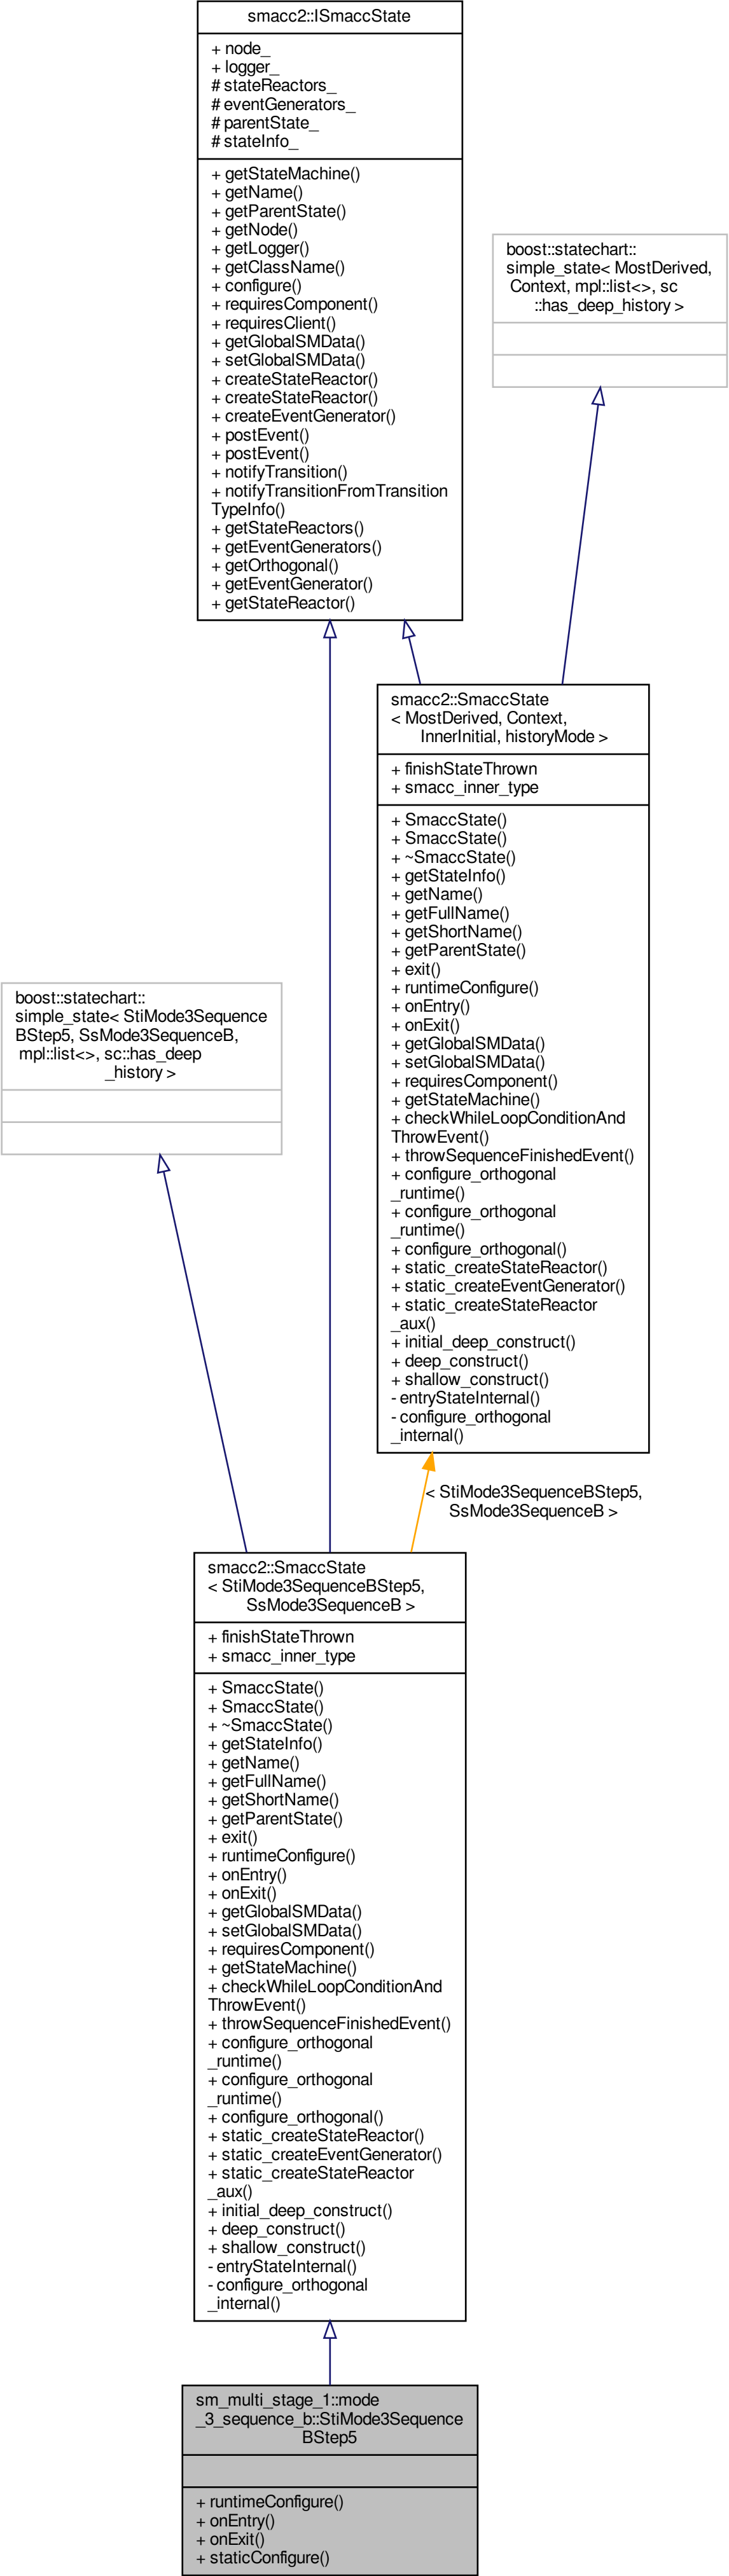 smacc2::ISmaccState
+ node_
+ logger_
# stateReactors_
# eventGenerators_
# parentState_
# stateInfo_
+ getStateMachine()
+ getName()
+ getParentState()
+ getNode()
+ getLogger()
+ getClassName()
+ configure()
+ requiresComponent()
+ requiresClient()
+ getGlobalSMData()
+ setGlobalSMData()
+ createStateReactor()
+ createStateReactor()
+ createEventGenerator()
+ postEvent()
+ postEvent()
+ notifyTransition()
+ notifyTransitionFromTransition
TypeInfo()
+ getStateReactors()
+ getEventGenerators()
+ getOrthogonal()
+ getEventGenerator()
+ getStateReactor()
boost::statechart::
simple_state< MostDerived,
Context, mpl::list<>, sc
::has_deep_history >
smacc2::SmaccState
< MostDerived, Context,
InnerInitial, historyMode >
+ finishStateThrown
+ smacc_inner_type
+ SmaccState()
+ SmaccState()
+ ~SmaccState()
+ getStateInfo()
+ getName()
+ getFullName()
+ getShortName()
+ getParentState()
+ exit()
+ runtimeConfigure()
+ onEntry()
+ onExit()
+ getGlobalSMData()
+ setGlobalSMData()
+ requiresComponent()
+ getStateMachine()
+ checkWhileLoopConditionAnd
ThrowEvent()
+ throwSequenceFinishedEvent()
+ configure_orthogonal
_runtime()
+ configure_orthogonal
_runtime()
+ configure_orthogonal()
+ static_createStateReactor()
+ static_createEventGenerator()
+ static_createStateReactor
_aux()
+ initial_deep_construct()
+ deep_construct()
+ shallow_construct()
- entryStateInternal()
- configure_orthogonal
_internal()
boost::statechart::
simple_state< StiMode3Sequence
BStep5, SsMode3SequenceB,
mpl::list<>, sc::has_deep
_history >
< StiMode3SequenceBStep5,
SsMode3SequenceB >
smacc2::SmaccState
< StiMode3SequenceBStep5,
SsMode3SequenceB >
+ finishStateThrown
+ smacc_inner_type
+ SmaccState()
+ SmaccState()
+ ~SmaccState()
+ getStateInfo()
+ getName()
+ getFullName()
+ getShortName()
+ getParentState()
+ exit()
+ runtimeConfigure()
+ onEntry()
+ onExit()
+ getGlobalSMData()
+ setGlobalSMData()
+ requiresComponent()
+ getStateMachine()
+ checkWhileLoopConditionAnd
ThrowEvent()
+ throwSequenceFinishedEvent()
+ configure_orthogonal
_runtime()
+ configure_orthogonal
_runtime()
+ configure_orthogonal()
+ static_createStateReactor()
+ static_createEventGenerator()
+ static_createStateReactor
_aux()
+ initial_deep_construct()
+ deep_construct()
+ shallow_construct()
- entryStateInternal()
- configure_orthogonal
_internal()
sm_multi_stage_1::mode
_3_sequence_b::StiMode3Sequence
BStep5
+ runtimeConfigure()
+ onEntry()
+ onExit()
+ staticConfigure()